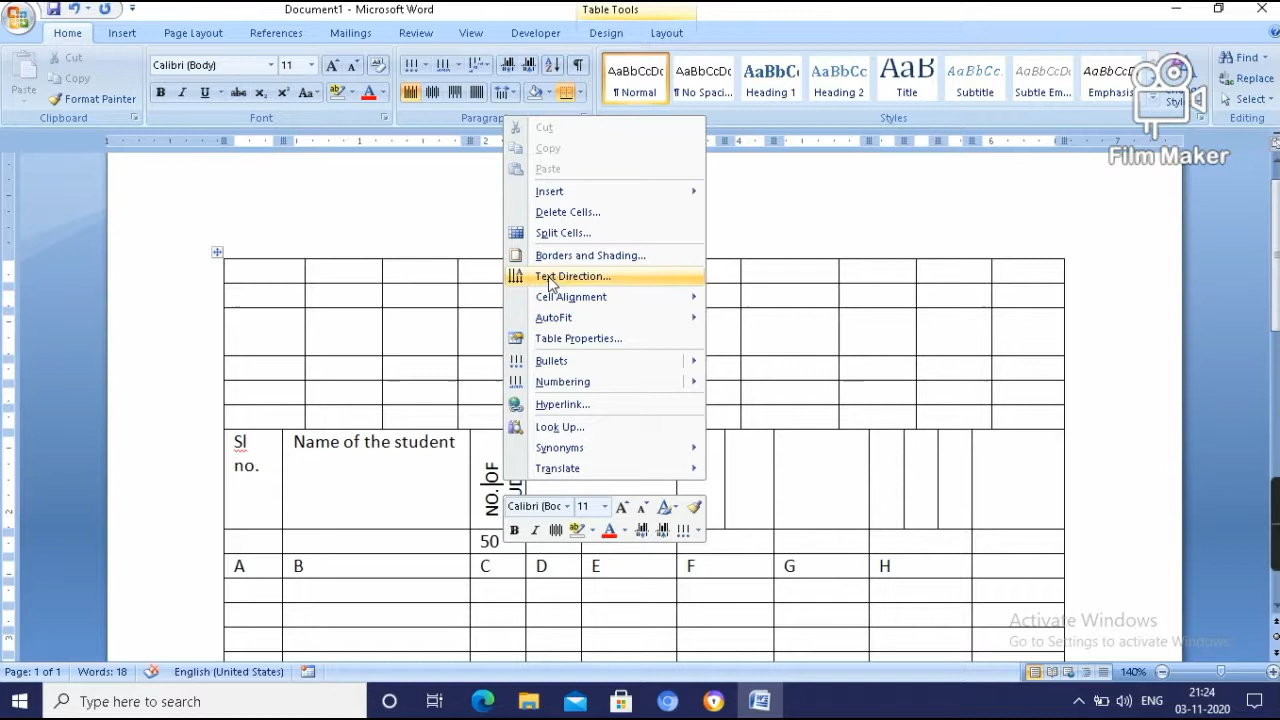 Document1 - Microsoft Word
Table Tools
Home
Insert
Page Layout
References
Mailings
Review
View
Developer
Design
Layout
Paste
Cut
Copy
Format Painter
Clipboard
Calibri (Body)
11
Font
Paragraph
AaBbCcDc
¶ Normal
AaBbCcDc
¶ No Spaci...
AaBbC
Heading 1
AaBbCc
Heading 2
AaB
Title
AaBbCc.
Subtitle
AaBbCcDc
Subtle Em...
AaBbCcDc
Emphasis
Styles
Find
Replace
Select
Editing
Film Maker
Cut
Copy
Paste
Insert
Delete Cells...
Split Cells...
Borders and Shading...
Text Direction...
Cell Alignment
AutoFit
Table Properties...
Bullets
Numbering
Hyperlink...
Look Up...
Synonyms
Translate
Calibri (Boc
11
Sl no.
Name of the student
NO. OF
50
A B C D E F G H
Activate Windows
Go to Settings to activate Windows.
Page: 1 of 1
Words: 18
English (United States)
140%
Type here to search
ENG
21:24
03-11-2020